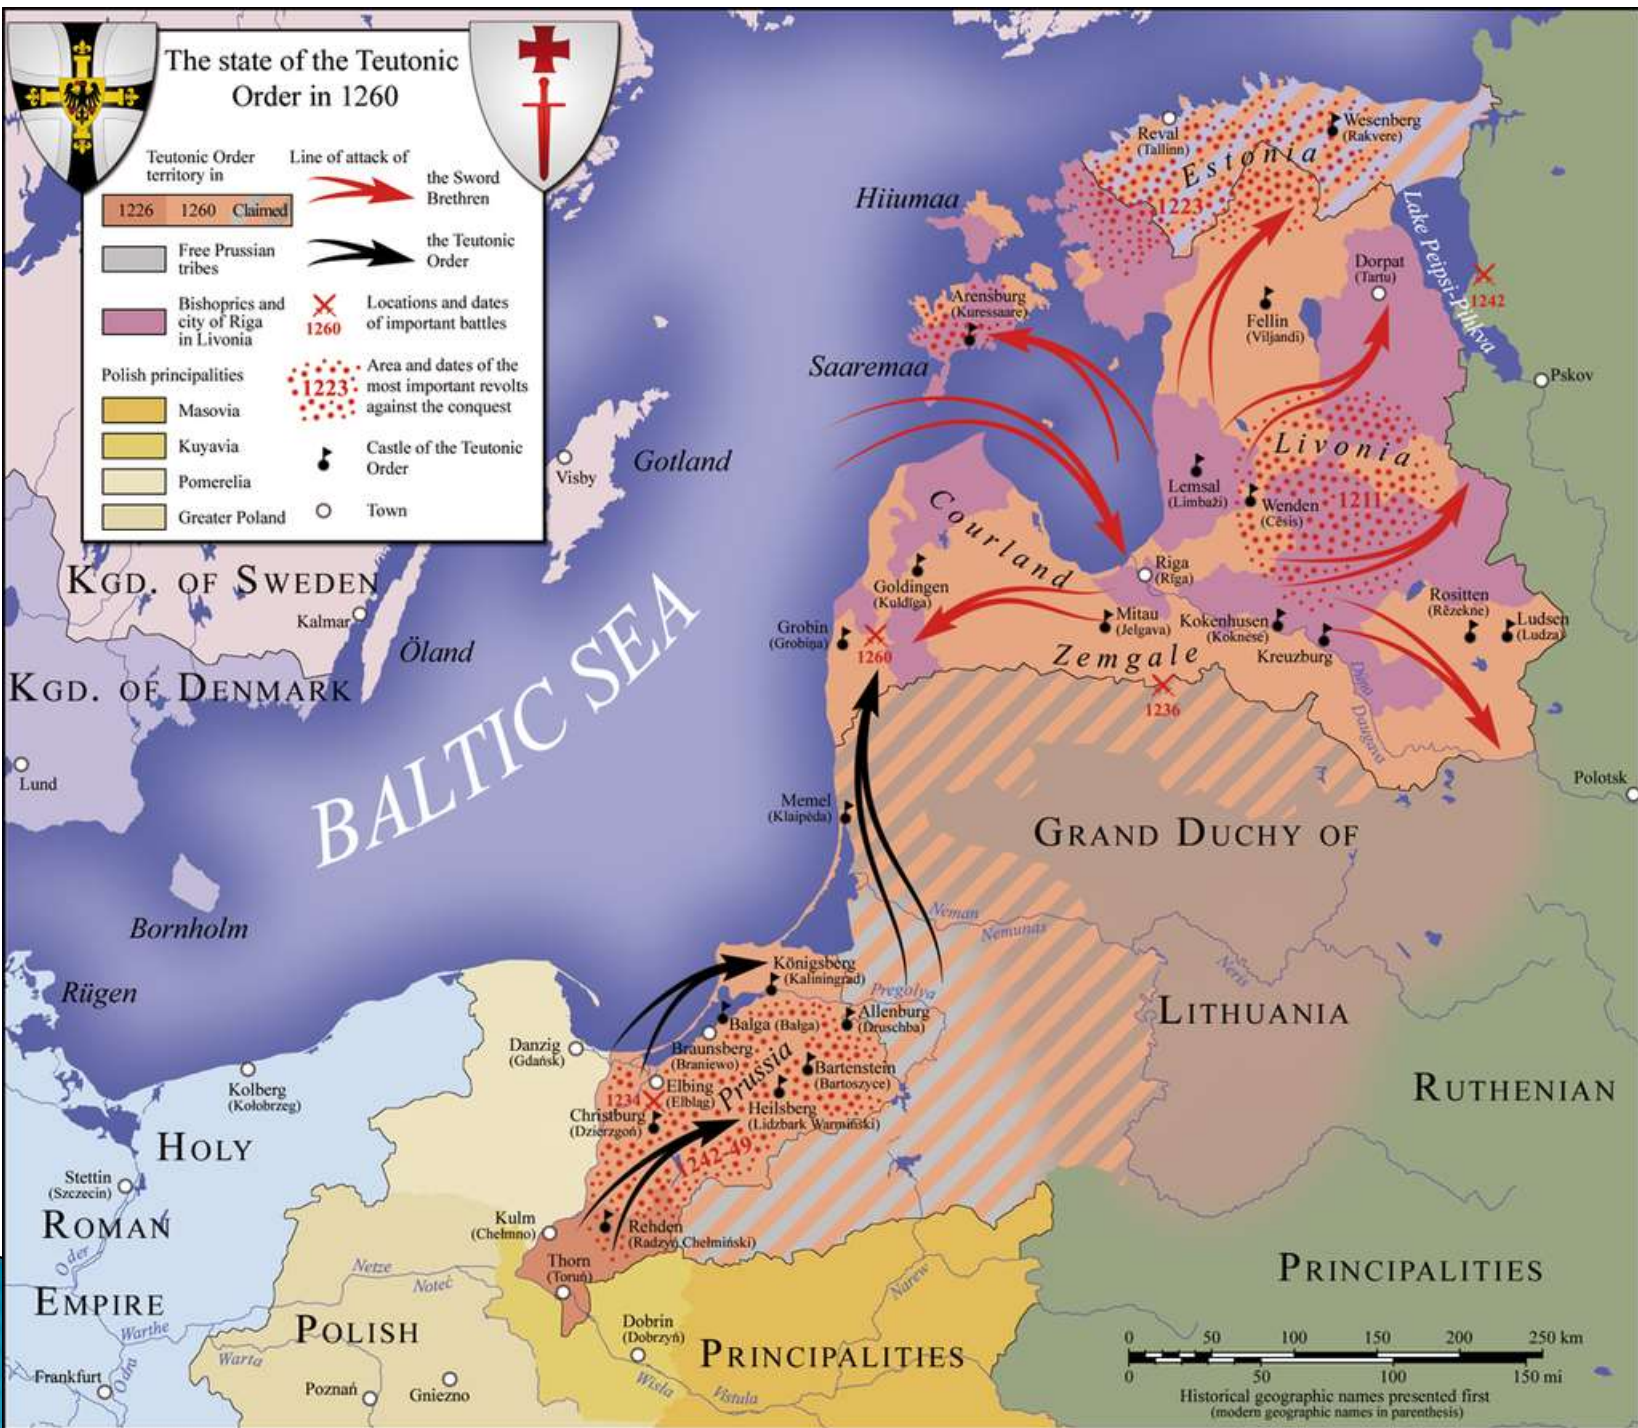 The state of the Teutonic
Order in 1260
Teutonic Order
territory in
1226 1260 Claimed
Free Prussian
tribes
Bishoprics and
city of Riga
in Livonia
Polish principalities
Masovia
Kuyavia
Pomerelia
Greater Poland
Line of attack of
the Sword
Brethren
the Teutonic
Order
1260
Locations and dates
of important battles
1223
Area and dates of the
most important revolts
against the conquest
Castle of the Teutonic
Order
Town
Reval
(Tallinn)
Wesenberg
(Rakvere)
Estonia
1223
Hiiumaa
Lake Peipsi-Pihkva
Dorpat
(Tartu)
1242
Arensburg
(Kuressaare)
Fellin
(Viljandi)
Saaremaa
Pskov
Livonia
Visby
Gotland
Lemsal
(Limbaži)
Wenden
(Cēsis)
1211
Courland
KGD. OF SWEDEN
Kalmar
Öland
Riga
(Rīga)
Goldingen
(Kuldīga)
Rositten
(Rēzekne)
Ludsen
(Ludza)
Mitau
(Jelgava)
Kokenhusen
(Koknese)
Kreuzburg
Grobin
(Grobiņa)
1260
Zemgale
1236
Düna
Daugava
KGD. OF DENMARK
BALTIC SEA
Lund
Polotsk
Memel
(Klaipėda)
GRAND DUCHY OF
Bornholm
Neman
Nemunas
Neris
Rügen
Königsberg
(Kaliningrad)
Pregolya
LITHUANIA
Allenburg
(Druschba)
Balga (Bałga)
Danzig
(Gdańsk)
Braunsberg
(Braniewo)
Prussia
Bartenstein
(Bartoszyce)
Kolberg
(Kołobrzeg)
Elbing
(Elbląg)
1234
Christburg
(Dzierzgoń)
Heilsberg
(Lidzbark Warmiński)
RUTHENIAN
HOLY
1242-49
Stettin
(Szczecin)
ROMAN
Kulm
(Chełmno)
Rehden
(Radzyń Chełmiński)
Oder
Netze
Noteć
Thorn
(Toruń)
Narew
PRINCIPALITIES
EMPIRE
Warthe
POLISH
Dobrin
(Dobrzyń)
PRINCIPALITIES
Warta
Frankfurt
Odra
Poznań
Gniezno
Wisła
Vistula
0 50 100 150 200 250 km
0 50 100 150 mi
Historical geographic names presented first
(modern geographic names in parenthesis)